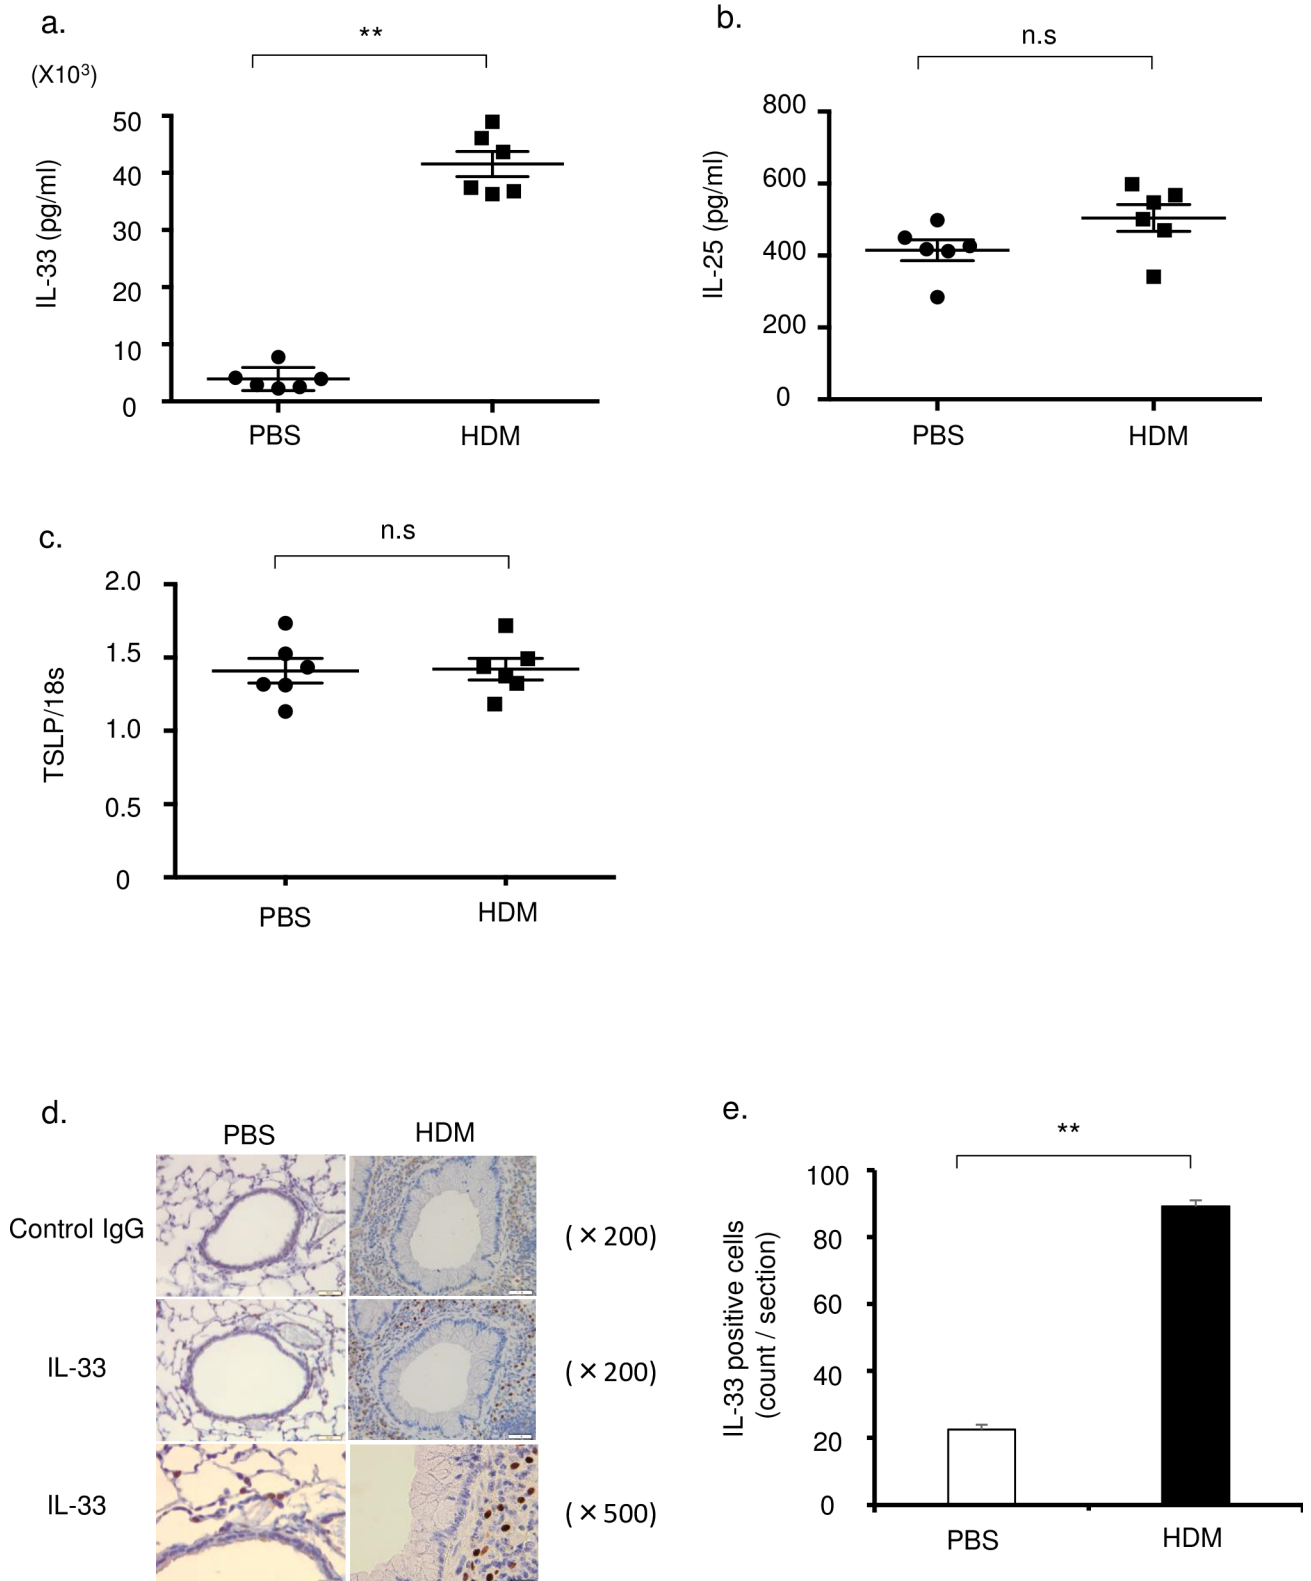 a.
**
(X10³)
50
40
30
20
10
0
IL-33 (pg/ml)
PBS
HDM
b.
n.s
800
600
400
200
0
IL-25 (pg/ml)
PBS
HDM
c.
n.s
2.0
1.5
1.0
0.5
0
TSLP/18s
PBS
HDM
d.
PBS
HDM
Control IgG
(×200)
IL-33
(×200)
IL-33
(×500)
e.
**
100
80
60
40
20
0
IL-33 positive cells
(count / section)
PBS
HDM